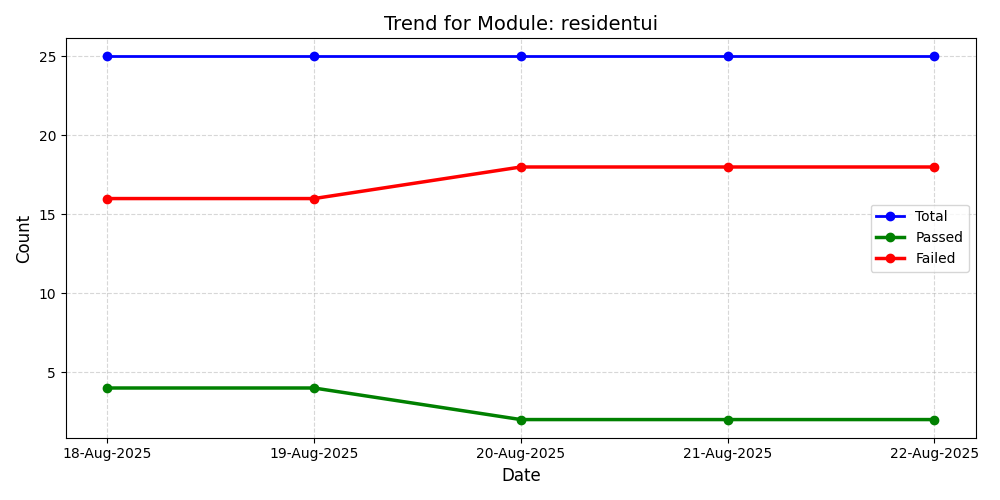 Trend for Module: residentui
Count
25
20
15
10
5
Total
Passed
Failed
18-Aug-2025
19-Aug-2025
20-Aug-2025
21-Aug-2025
22-Aug-2025
Date